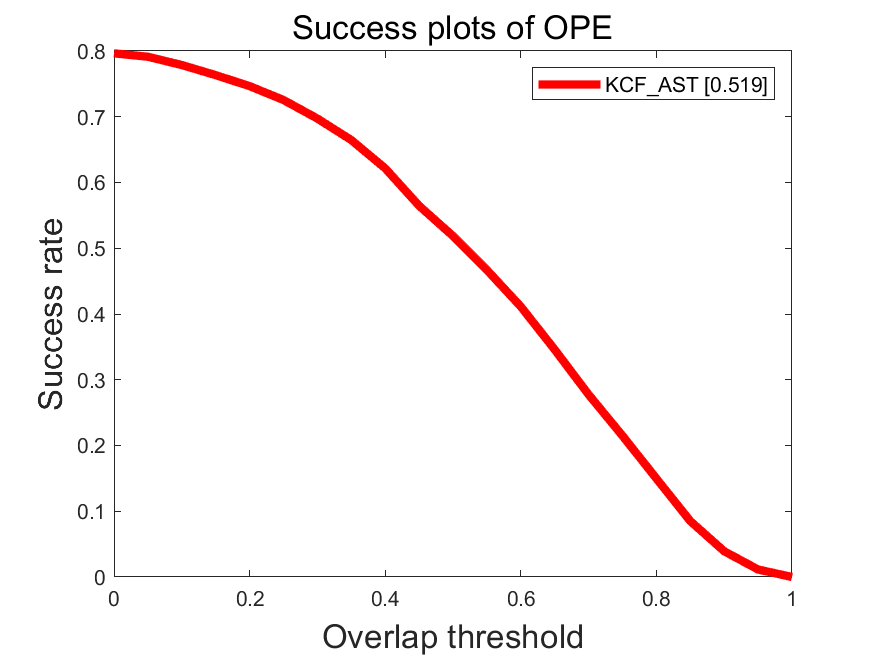 Success plots of OPE
KCF_AST [0.519]
Success rate
0.8
0.7
0.6
0.5
0.4
0.3
0.2
0.1
0
0 0.2 0.4 0.6 0.8 1
Overlap threshold